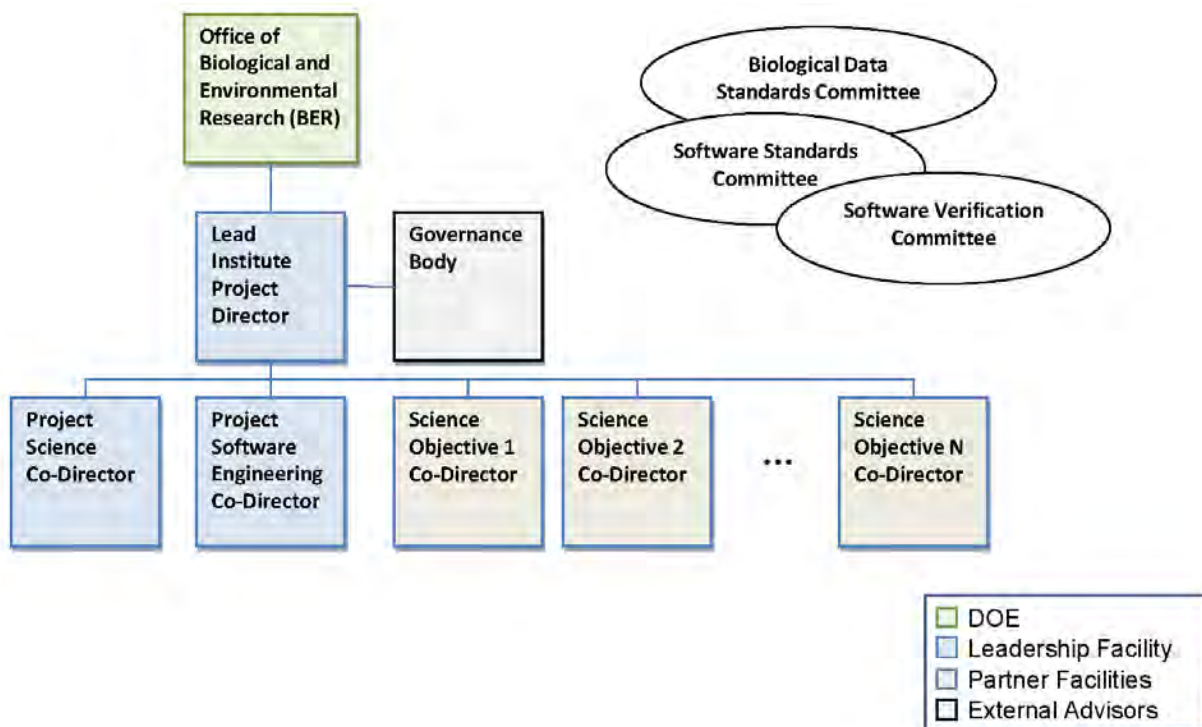 Office of
Biological and
Environmental
Research (BER)
Biological Data
Standards Committee
Software Standards
Committee
Software Verification
Committee
Lead
Institute
Project
Director
Governance
Body
Project
Science
Co-Director
Project
Software
Engineering
Co-Director
Science
Objective 1
Co-Director
Science
Objective 2
Co-Director
...
Science
Objective N
Co-Director
DOE
Leadership Facility
Partner Facilities
External Advisors